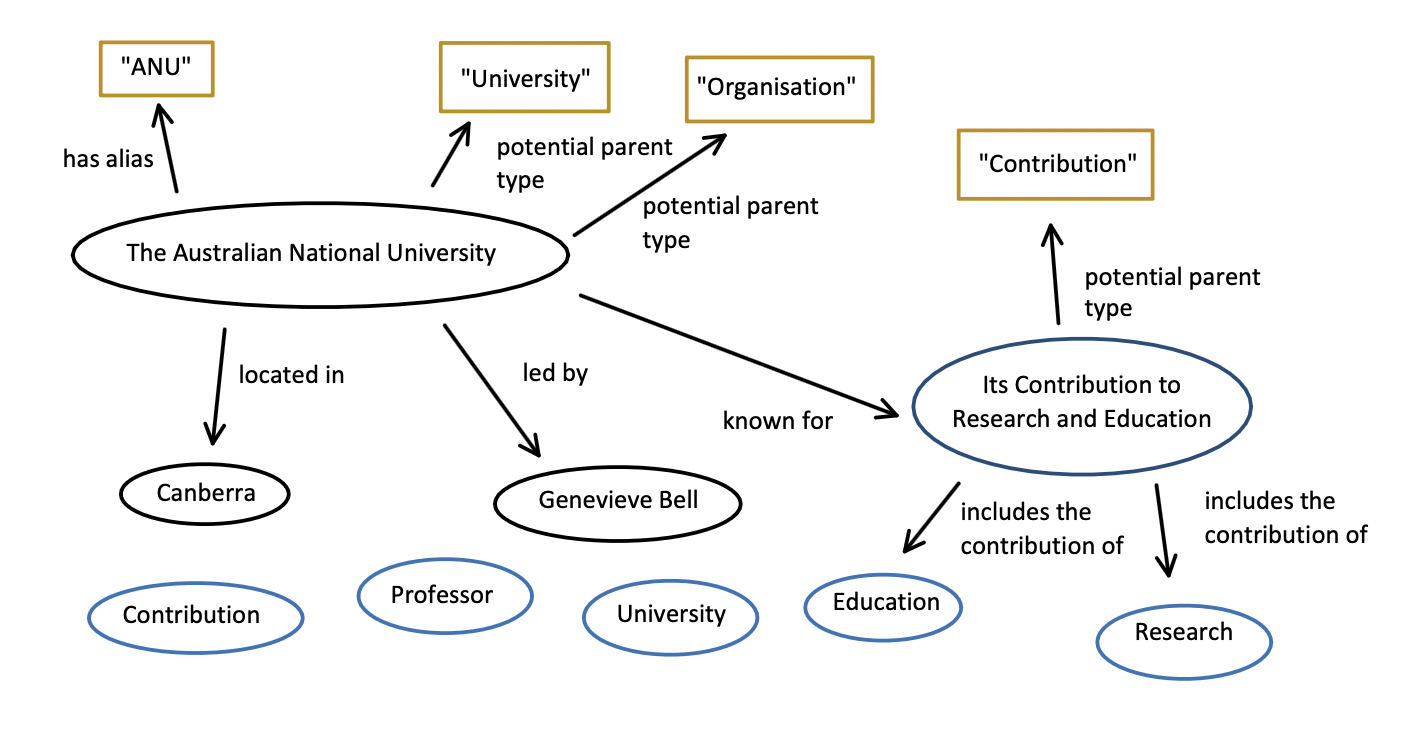 "ANU"
"University"
"Organisation"
has alias
potential parent
type
"Contribution"
potential parent
type
The Australian National University
potential parent
type
located in
led by
known for
Its Contribution to
Research and Education
Canberra
Genevieve Bell
includes the
contribution of
includes the
contribution of
Contribution
Professor
University
Education
Research